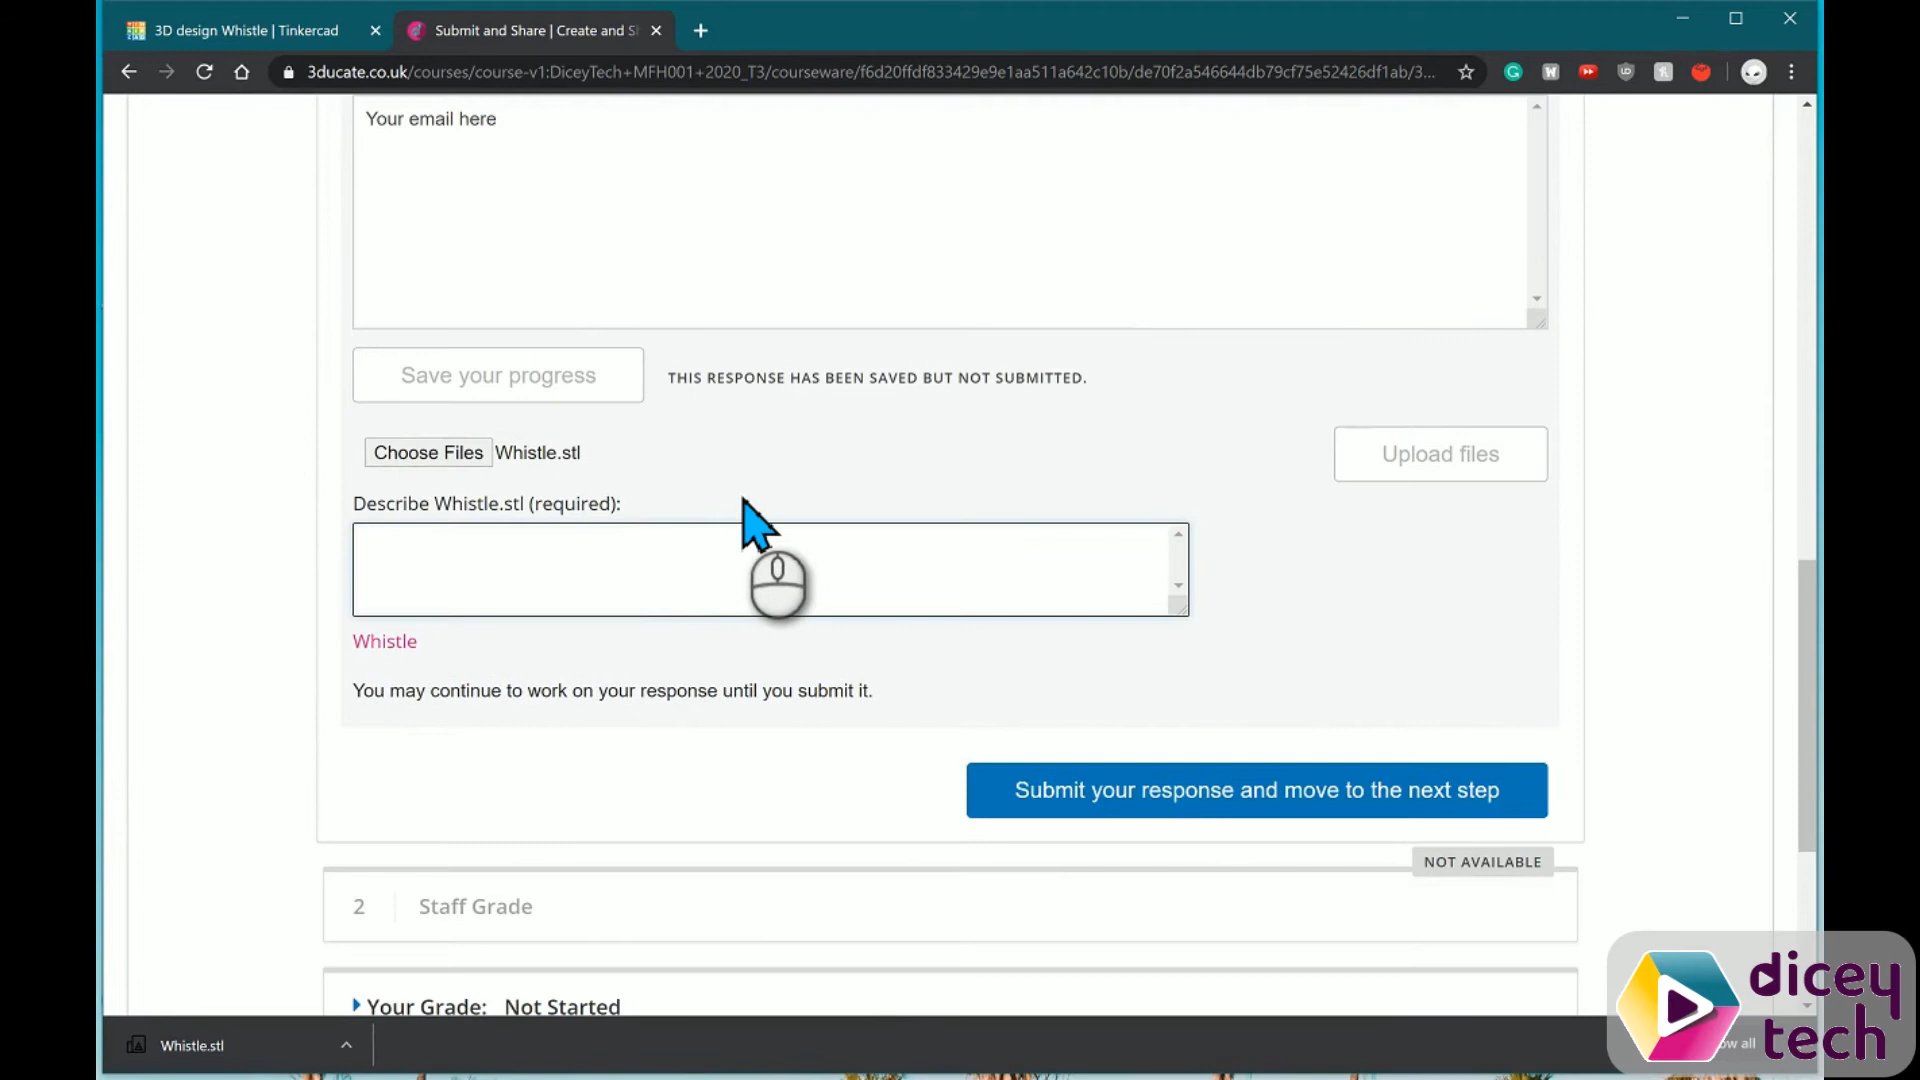 3D design Whistle | Tinkercad
Submit and Share | Create and S
3ducate.co.uk/courses/course-v1:DiceyTech+MFH001+2020_T3/courseware/f6d20ffdf833429e9e1aa511a642c10b/de70f2a546644db79cf75e52426df1ab/3...
Your email here
Save your progress
THIS RESPONSE HAS BEEN SAVED BUT NOT SUBMITTED.
Choose Files Whistle.stl
Upload files
Describe Whistle.stl (required):
Whistle
You may continue to work on your response until you submit it.
Submit your response and move to the next step
NOT AVAILABLE
2 Staff Grade
Your Grade: Not Started
Whistle.stl
dicey
tech
all